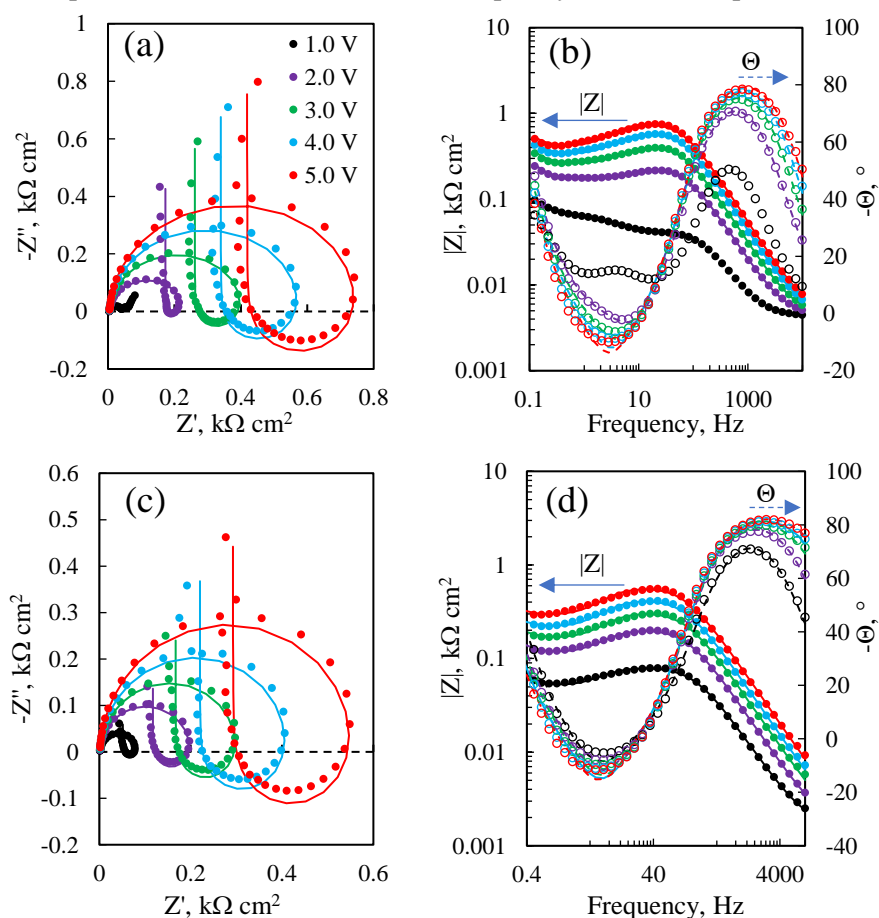 (a)
1.0 V
2.0 V
3.0 V
4.0 V
5.0 V
1
0.8
0.6
0.4
0.2
0
-0.2
-Z'', kΩ cm²
0 0.2 0.4 0.6 0.8
Z', kΩ cm²
(b)
|Z|
Θ
10
1
0.1
0.01
0.001
|Z|, kΩ cm²
100
80
60
40
20
0
-20
-Θ, °
0.1 10 1000
Frequency, Hz
(c)
0.6
0.5
0.4
0.3
0.2
0.1
0
-0.1
-0.2
-Z'', kΩ cm²
0 0.2 0.4 0.6
Z', kΩ cm²
(d)
|Z|
Θ
10
1
0.1
0.01
0.001
|Z|, kΩ cm²
100
80
60
40
20
0
-20
-40
-Θ, °
0.4 40 4000
Frequency, Hz